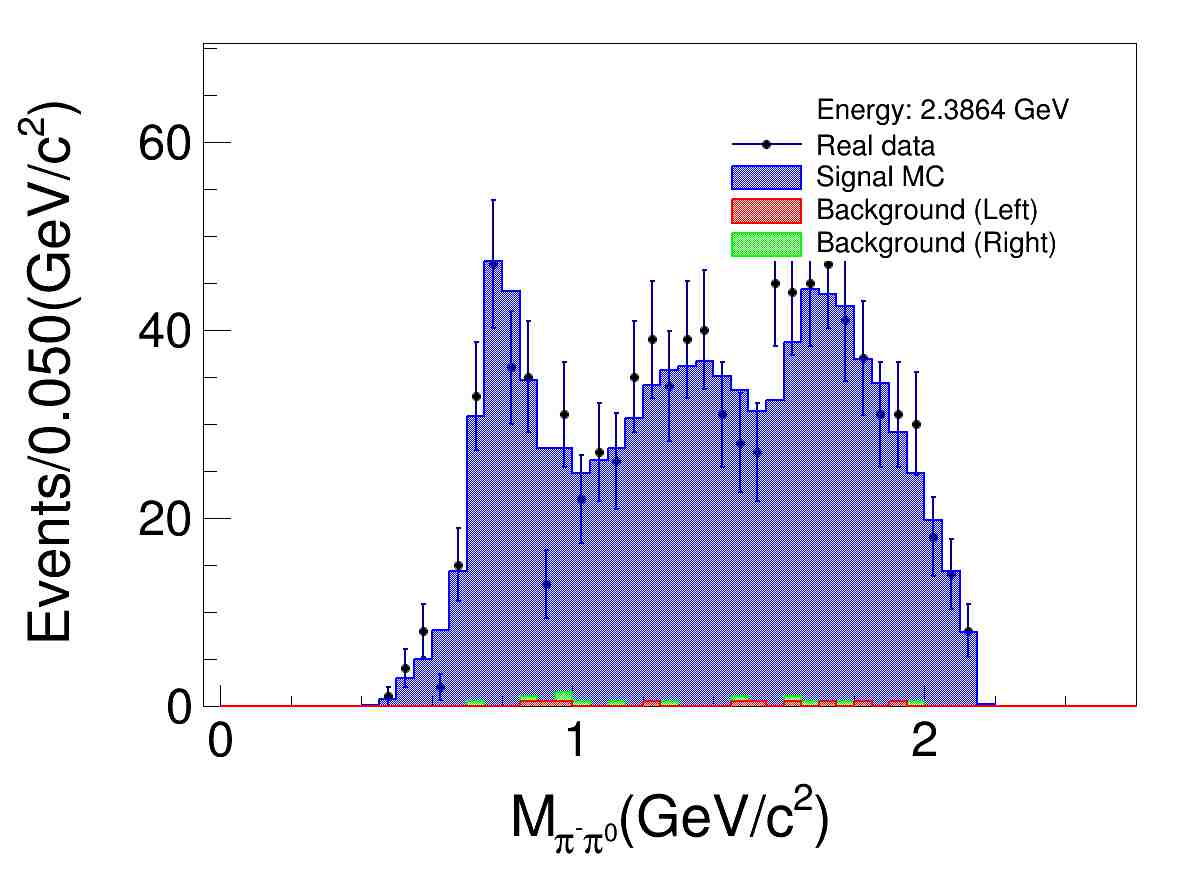 Events/0.050(GeV/c²)
60
40
20
0
Energy: 2.3864 GeV
Real data
Signal MC
Background (Left)
Background (Right)
0 1 2
Mπ⁻π⁰(GeV/c²)